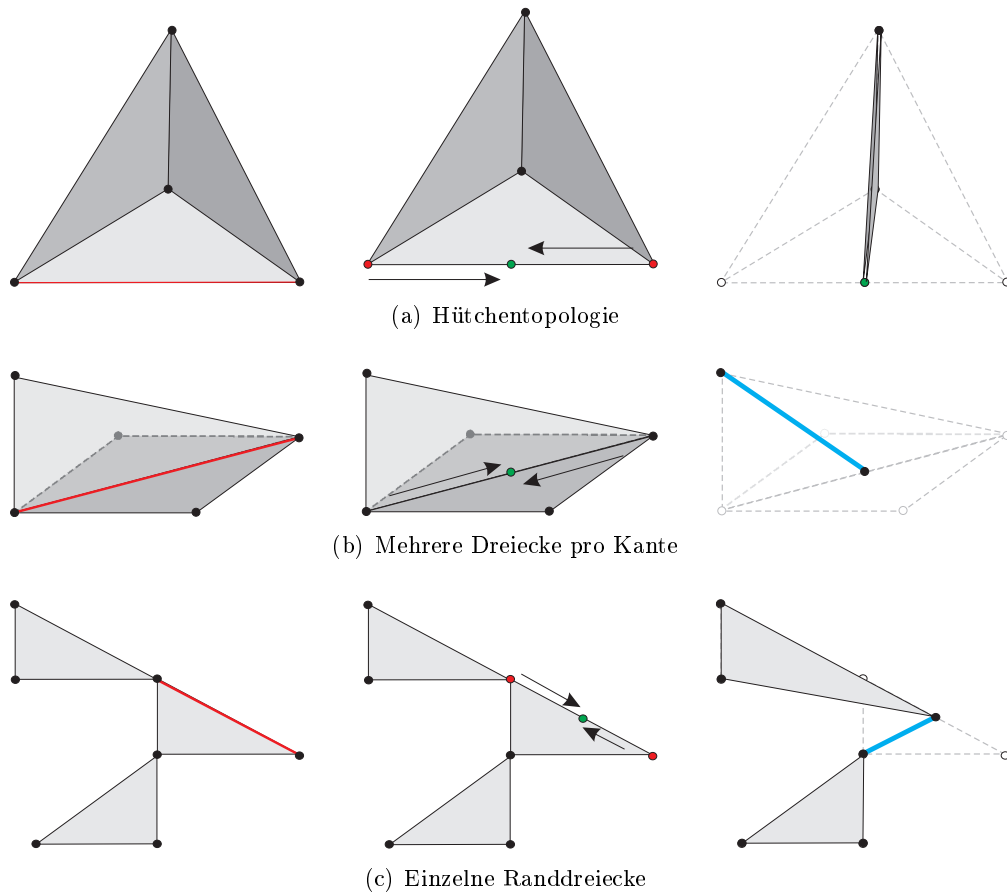 (a) Hütchentopologie
(b) Mehrere Dreiecke pro Kante
(c) Einzelne Randdreiecke